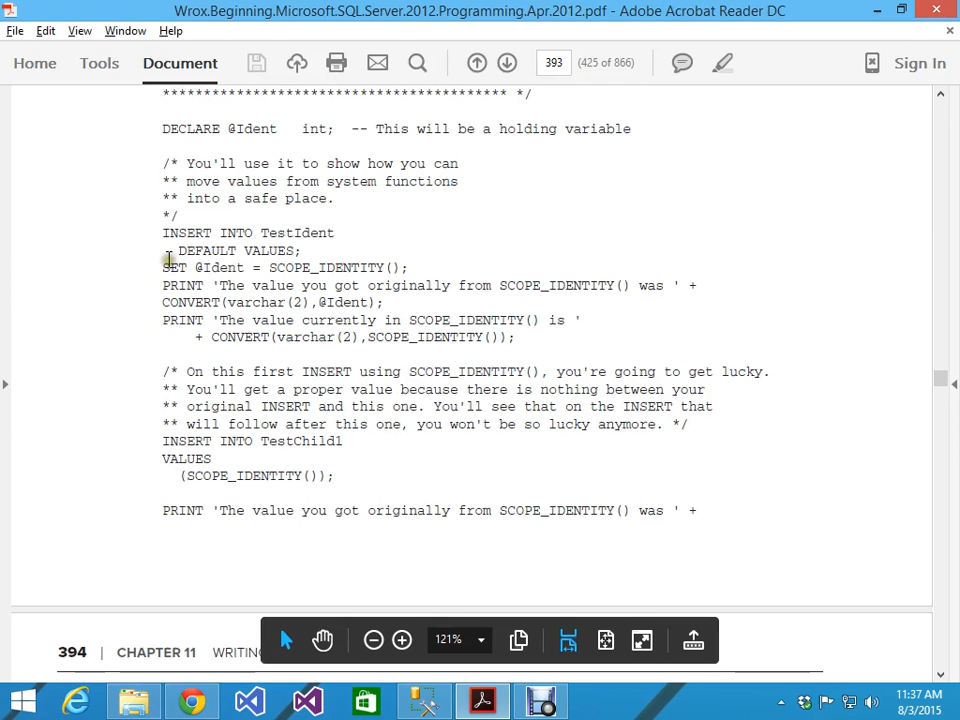 Wrox.Beginning.Microsoft.SQL.Server.2012.Programming.Apr.2012.pdf - Adobe Acrobat Reader DC
File Edit View Window Help
Home Tools Document 393 (425 of 866) Sign In
****************************************** */
DECLARE @Ident   int;  -- This will be a holding variable
/* You'll use it to show how you can
** move values from system functions
** into a safe place.
*/
INSERT INTO TestIdent
DEFAULT VALUES;
SET @Ident = SCOPE_IDENTITY();
PRINT 'The value you got originally from SCOPE_IDENTITY() was ' +
CONVERT(varchar(2),@Ident);
PRINT 'The value currently in SCOPE_IDENTITY() is '
+ CONVERT(varchar(2),SCOPE_IDENTITY());
/* On this first INSERT using SCOPE_IDENTITY(), you're going to get lucky.
** You'll get a proper value because there is nothing between your
** original INSERT and this one. You'll see that on the INSERT that
** will follow after this one, you won't be so lucky anymore. */
INSERT INTO TestChild1
VALUES
(SCOPE_IDENTITY());
PRINT 'The value you got originally from SCOPE_IDENTITY() was ' +
394 | CHAPTER 11 WRITING
121%
11:37 AM
8/3/2015